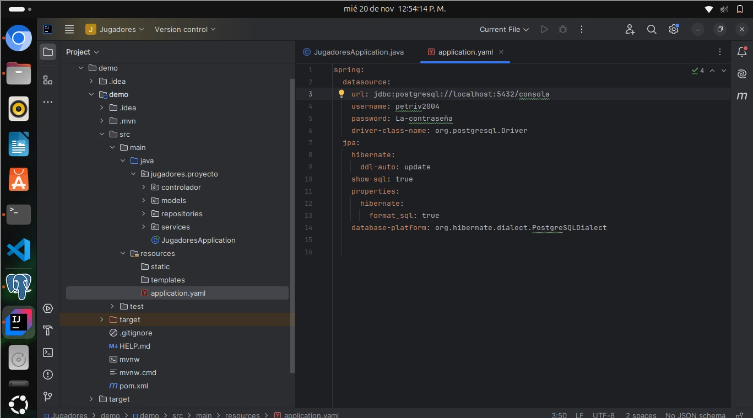 mié 20 de nov 12:54:14 P. M.
J Jugadores Version control Current File
Project
JugadoresApplication.java application.yaml
demo
.idea
demo
.idea
.mvn
src
main
java
jugadores.proyecto
controlador
models
repositories
services
JugadoresApplication
resources
static
templates
application.yaml
test
target
.gitignore
HELP.md
mvnw
mvnw.cmd
pom.xml
target
4
1 spring:
2 datasource:
3 url: jdbc:postgresql://localhost:5432/consola
4 username: petriv2004
5 password: La-contraseña
6 driver-class-name: org.postgresql.Driver
7 jpa:
8 hibernate:
9 ddl-auto: update
10 show-sql: true
11 properties:
12 hibernate:
13 format_sql: true
14 database-platform: org.hibernate.dialect.PostgreSQLDialect
15
16
Jugadores > demo > demo > src > main > resources > application.yaml 3:50 LF UTF-8 2 spaces No JSON schema